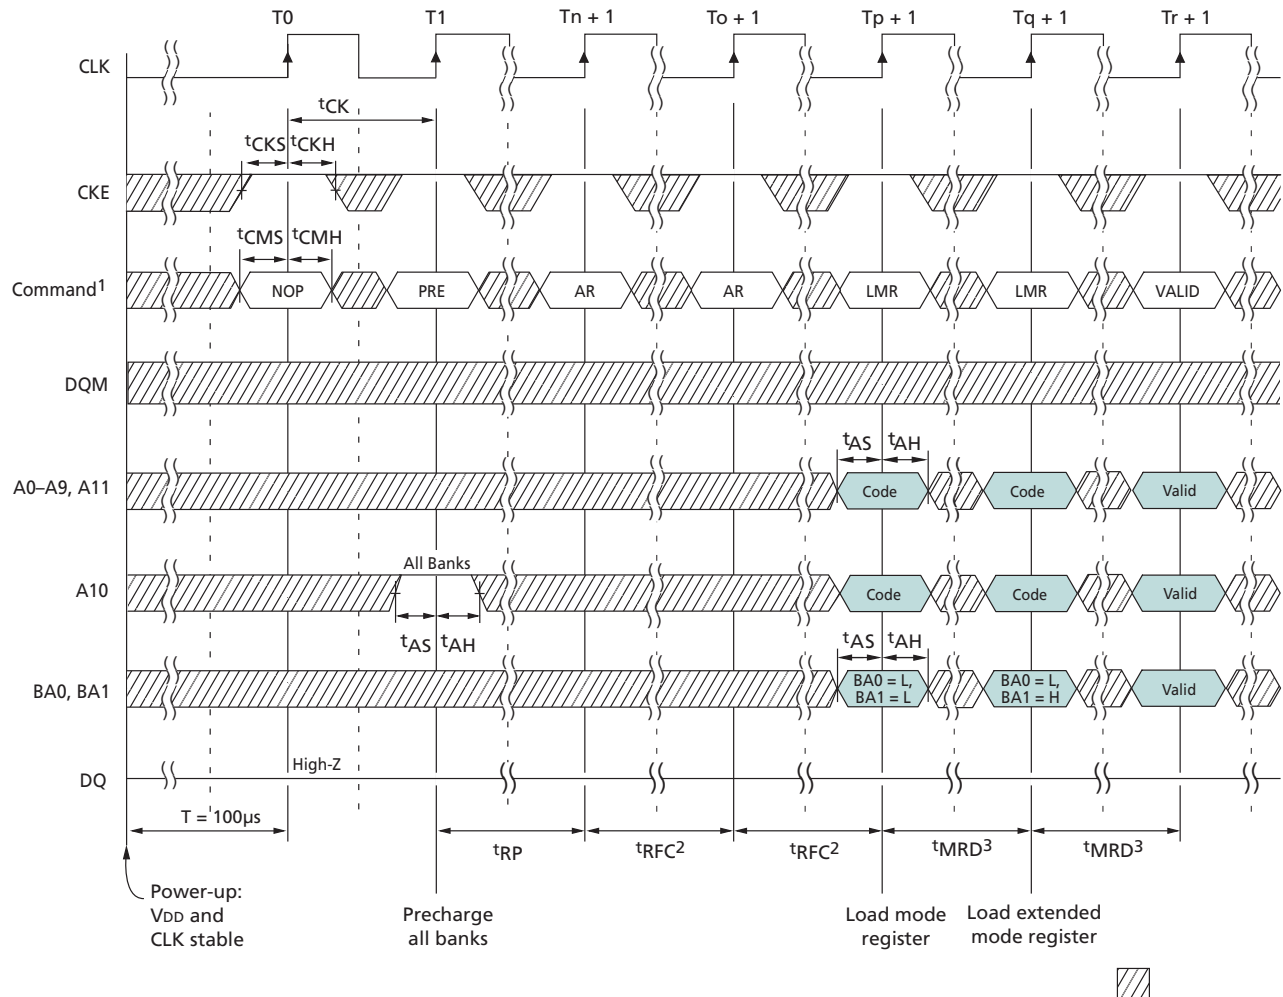 T0 T1 Tn + 1 To + 1 Tp + 1 Tq + 1 Tr + 1
CLK
tCK
tCKS tCKH
CKE
tCMS tCMH
Command1 NOP PRE AR AR LMR LMR VALID
DQM
tAS tAH
A0–A9, A11 Code Code Valid
All Banks
A10 Code Code Valid
tAS tAH tAS tAH
BA0, BA1 BA0 = L, BA1 = L BA0 = L, BA1 = H Valid
High-Z
DQ
T = 100µs
tRP tRFC2 tRFC2 tMRD3 tMRD3
Power-up:
VDD and
CLK stable
Precharge
all banks
Load mode
register
Load extended
mode register